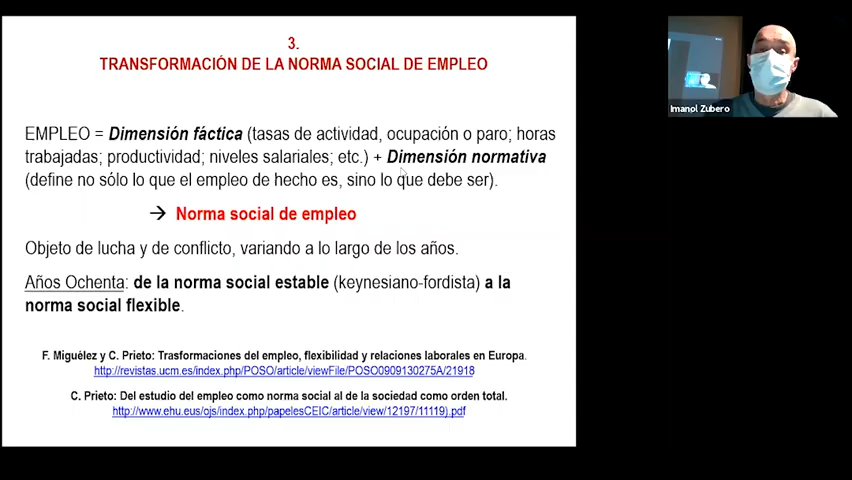 3.
TRANSFORMACIÓN DE LA NORMA SOCIAL DE EMPLEO
Imanol Zubero
EMPLEO = Dimensión fáctica (tasas de actividad, ocupación o paro; horas
trabajadas; productividad; niveles salariales; etc.) + Dimensión normativa
(define no sólo lo que el empleo de hecho es, sino lo que debe ser).
→ Norma social de empleo
Objeto de lucha y de conflicto, variando a lo largo de los años.
Años Ochenta: de la norma social estable (keynesiano-fordista) a la
norma social flexible.
F. Miguélez y C. Prieto: Trasformaciones del empleo, flexibilidad y relaciones laborales en Europa.
http://revistas.ucm.es/index.php/POSO/article/viewFile/POSO0909130275A/21918
C. Prieto: Del estudio del empleo como norma social al de la sociedad como orden total.
http://www.ehu.eus/ojs/index.php/papelesCEIC/article/view/12197/11119).pdf